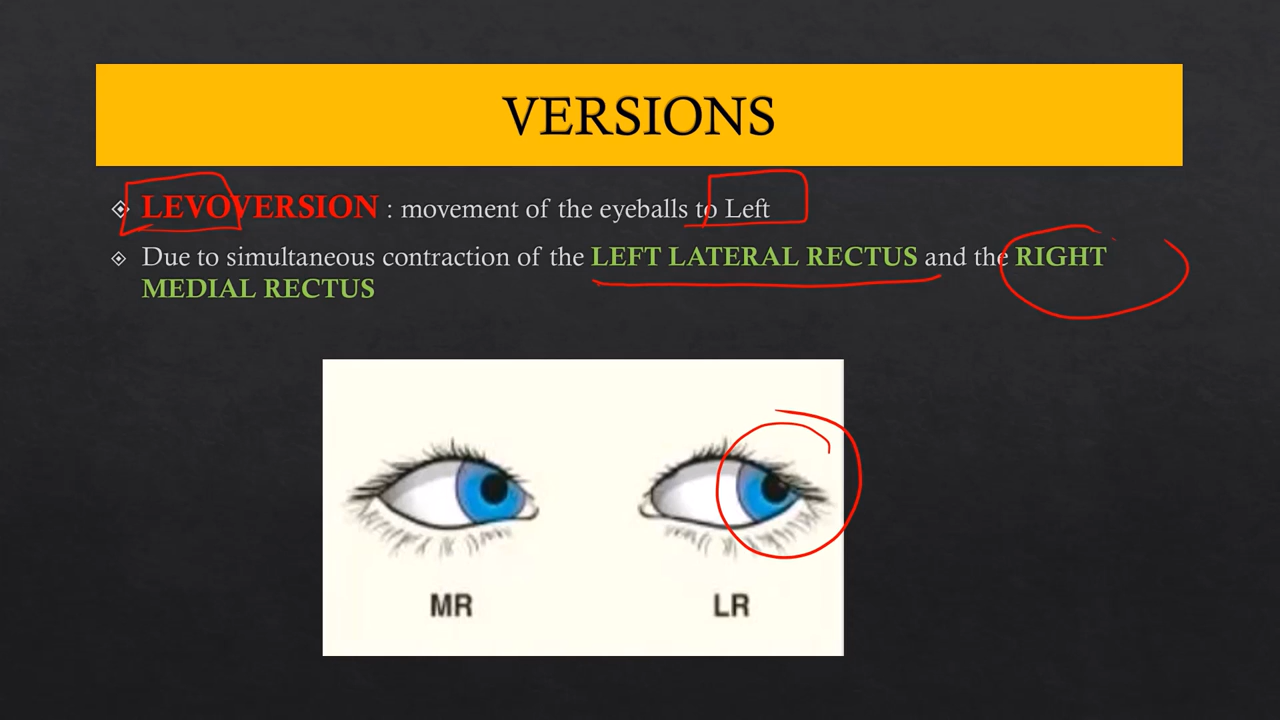 VERSIONS
LEVOVERSION : movement of the eyeballs to Left
Due to simultaneous contraction of the LEFT LATERAL RECTUS and the RIGHT
MEDIAL RECTUS
MR LR